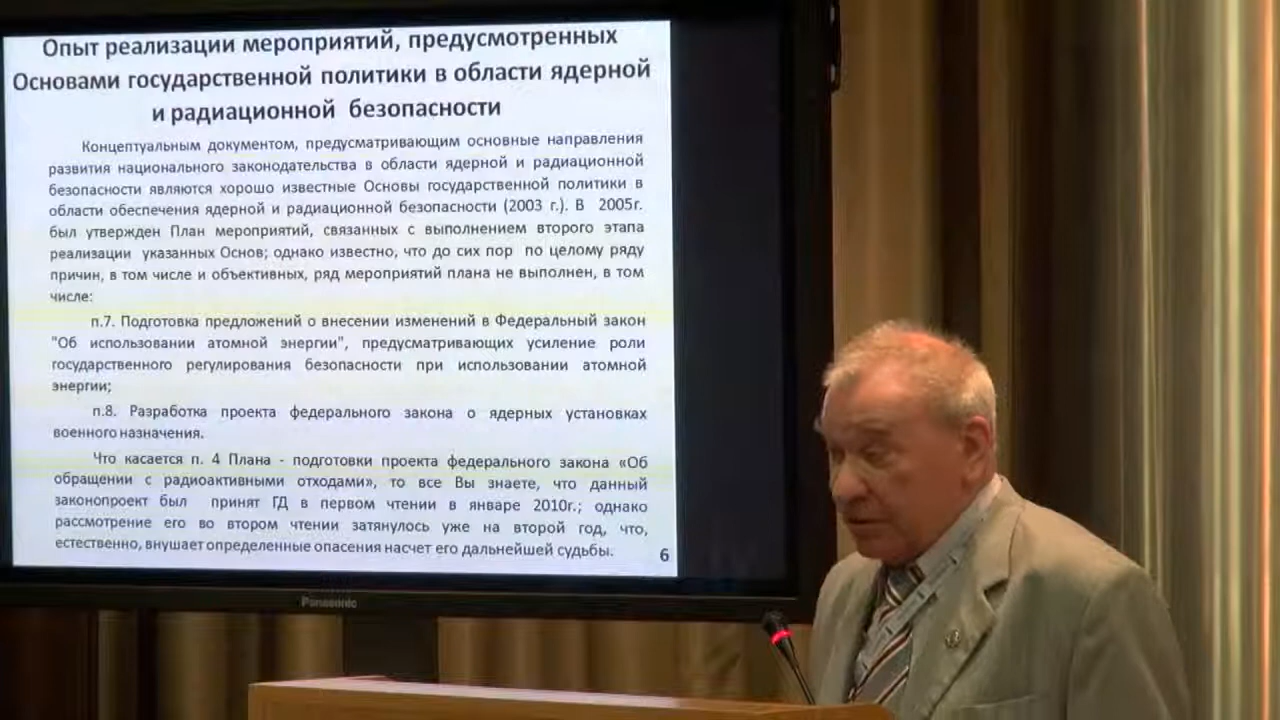 Опыт реализации мероприятий, предусмотренных
Основами государственной политики в области ядерной
и радиационной безопасности
Концептуальным документом, предусматривающим основные направления
развития национального законодательства в области ядерной и радиационной
безопасности являются хорошо известные Основы государственной политики в
области обеспечения ядерной и радиационной безопасности (2003 г.). В 2005г.
был утвержден План мероприятий, связанных с выполнением второго этапа
реализации указанных Основ; однако известно, что до сих пор по целому ряду
причин, в том числе и объективных, ряд мероприятий плана не выполнен, в том
числе:
п.7. Подготовка предложений о внесении изменений в Федеральный закон
"Об использовании атомной энергии", предусматривающих усиление роли
государственного регулирования безопасности при использовании атомной
энергии;
п.8. Разработка проекта федерального закона о ядерных установках
военного назначения.
Что касается п. 4 Плана - подготовки проекта федерального закона «Об
обращении с радиоактивными отходами», то все Вы знаете, что данный
законопроект был принят ГД в первом чтении в январе 2010г.; однако
рассмотрение его во втором чтении затянулось уже на второй год, что,
естественно, внушает определенные опасения насчет его дальнейшей судьбы.
6
Panasonic